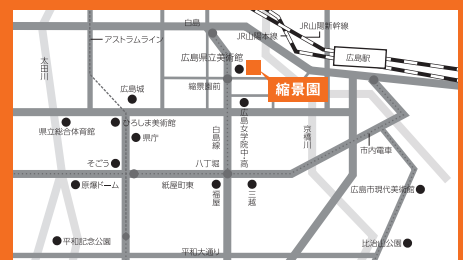 白島
JR山陽新幹線
JR山陽本線
アストラムライン
太田川
広島県立美術館
広島駅
広島城
縮景園前
縮景園
県立総合体育館
ひろしま美術館
県庁
白島線
広島女学院中・高
京橋川
市内電車
そごう
八丁堀
原爆ドーム
紙屋町東
福屋
三越
広島市現代美術館
平和記念公園
平和大通り
比治山公園